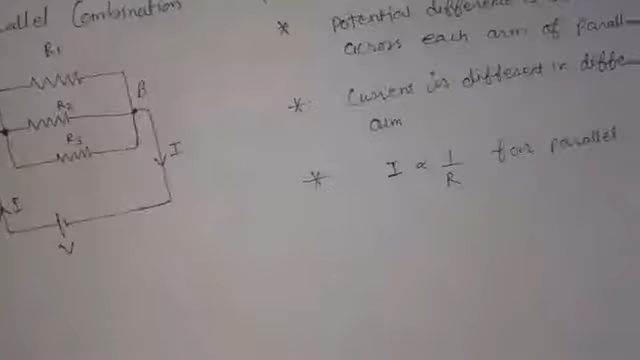 allel Combination
R1
R2
R3
B
I
I
V
* potential difference is
across each arm of parall
* Current is different in diffe
arm
* I ∝ 1/R for parallel